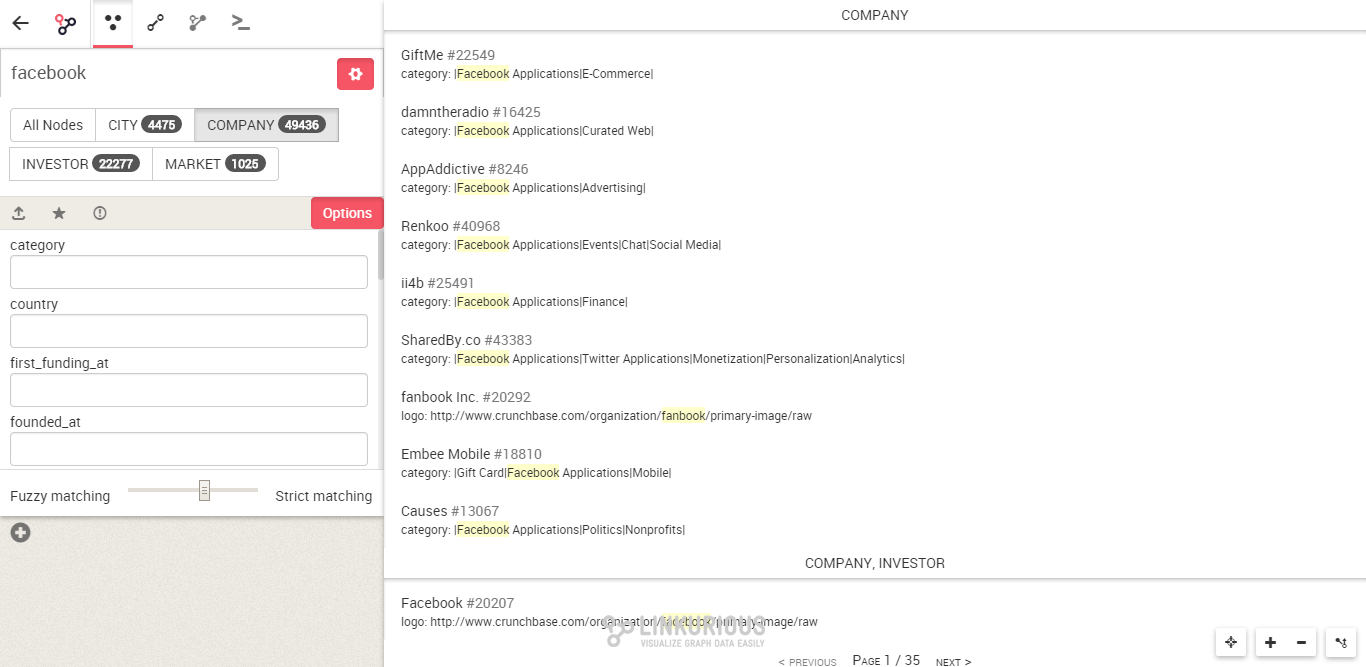 facebook
All Nodes
CITY 4475
COMPANY 49436
INVESTOR 22277
MARKET 1025
Options
category
country
first_funding_at
founded_at
Fuzzy matching
Strict matching
COMPANY
GiftMe #22549
category: |Facebook Applications|E-Commerce|
damntheradio #16425
category: |Facebook Applications|Curated Web|
AppAddictive #8246
category: |Facebook Applications|Advertising|
Renkoo #40968
category: |Facebook Applications|Events|Chat|Social Media|
ii4b #25491
category: |Facebook Applications|Finance|
SharedBy.co #43383
category: |Facebook Applications|Twitter Applications|Monetization|Personalization|Analytics|
fanbook Inc. #20292
logo: http://www.crunchbase.com/organization/fanbook/primary-image/raw
Embee Mobile #18810
category: |Gift Card|Facebook Applications|Mobile|
Causes #13067
category: |Facebook Applications|Politics|Nonprofits|
COMPANY, INVESTOR
Facebook #20207
logo: http://www.crunchbase.com/organization/facebook/primary-image/raw
LINKURIOUS
VISUALIZE GRAPH DATA EASILY
< PREVIOUS PAGE 1 / 35 NEXT >